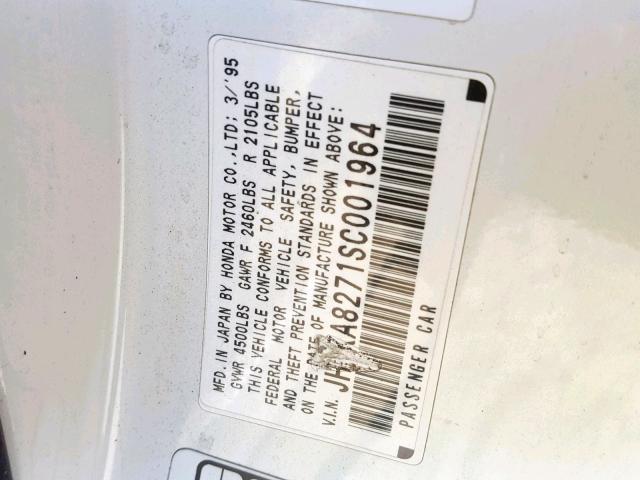 MFD. IN JAPAN BY HONDA MOTOR CO.,LTD; 3/'95
GVWR 4500LBS GAWR F 2460LBS R 2105LBS
THIS VEHICLE CONFORMS TO ALL APPLICABLE
FEDERAL MOTOR VEHICLE SAFETY, BUMPER,
AND THEFT PREVENTION STANDARDS IN EFFECT
ON THE DATE OF MANUFACTURE SHOWN ABOVE:
V.I.N. A8271SC001964
PASSENGER CAR